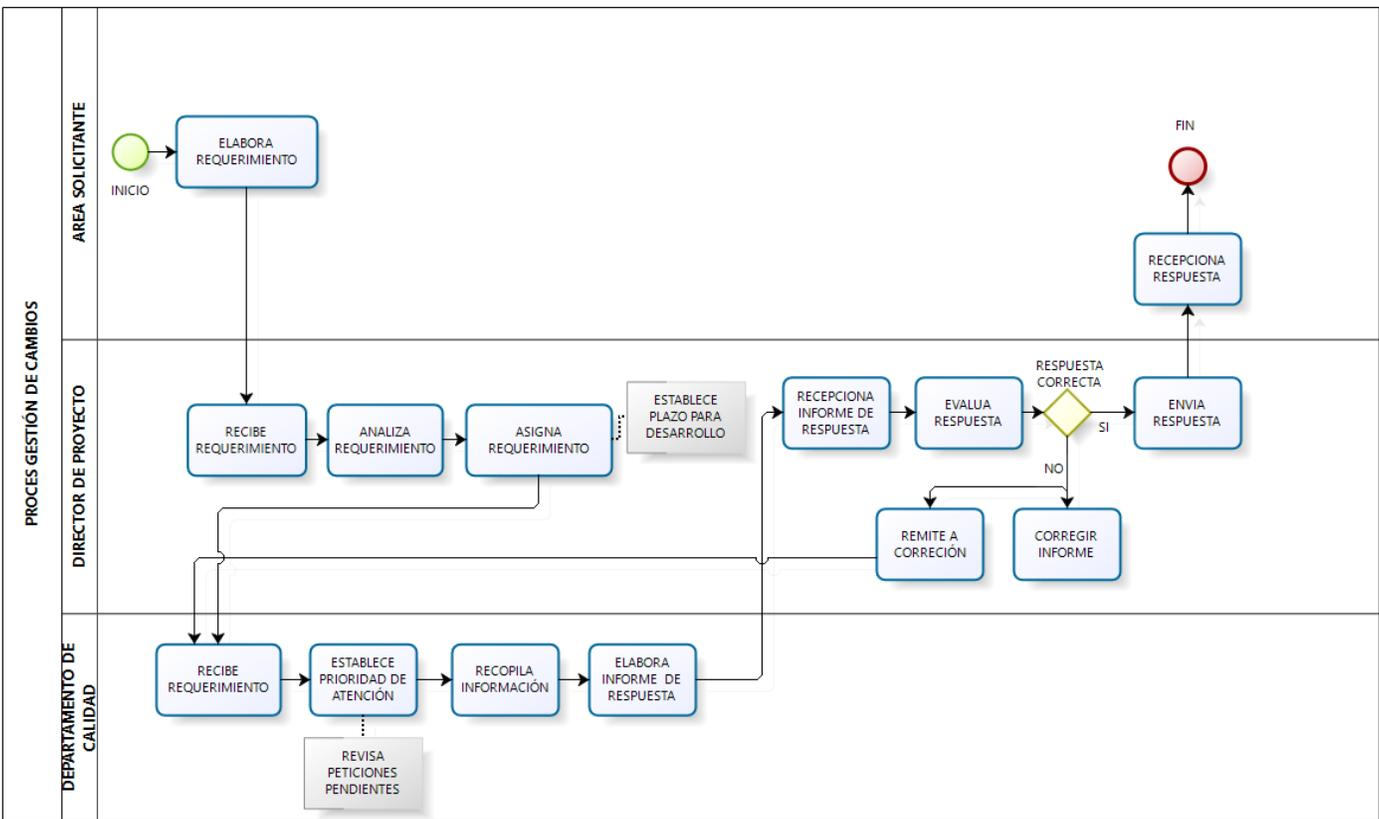 PROCES GESTIÓN DE CAMBIOS
AREA SOLICITANTE
INICIO
ELABORA
REQUERIMIENTO
FIN
RECEPCIONA
RESPUESTA
DIRECTOR DE PROYECTO
RECIBE
REQUERIMIENTO
ANALIZA
REQUERIMIENTO
ASIGNA
REQUERIMIENTO
ESTABLECE
PLAZO PARA
DESARROLLO
RECEPCIONA
INFORME DE
RESPUESTA
EVALUA
RESPUESTA
RESPUESTA
CORRECTA
SI
NO
ENVIA
RESPUESTA
REMITE A
CORRECIÓN
CORREGIR
INFORME
DEPARTAMENTO DE
CALIDAD
RECIBE
REQUERIMIENTO
ESTABLECE
PRIORIDAD DE
ATENCIÓN
RECOPILA
INFORMACIÓN
ELABORA
INFORME DE
RESPUESTA
REVISA
PETICIONES
PENDIENTES